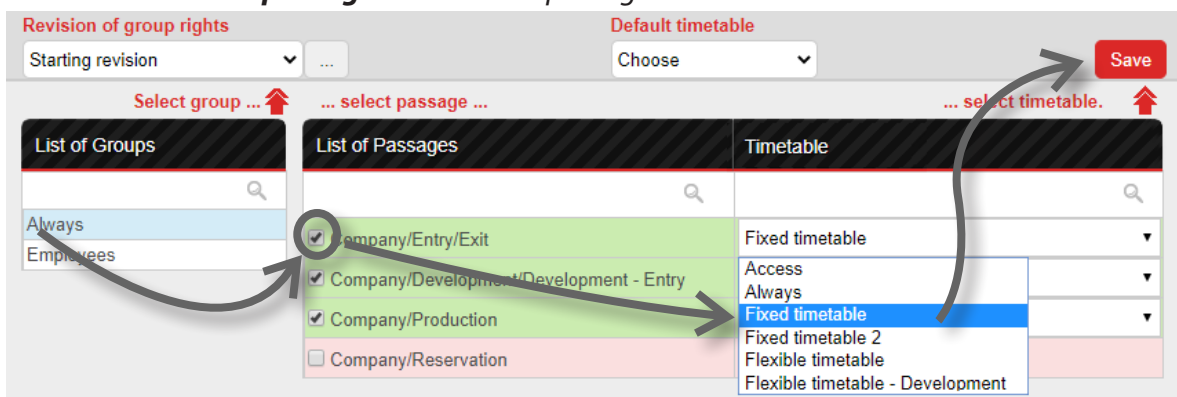 Revision of group rights
Default timetable
Starting revision
...
Choose
Save
Select group ...
... select passage ...
... select timetable.
List of Groups
List of Passages
Timetable
Always
Employees
Company/Entry/Exit
Fixed timetable
Company/Development/Development - Entry
Company/Production
Company/Reservation
Access
Always
Fixed timetable
Fixed timetable 2
Flexible timetable
Flexible timetable - Development